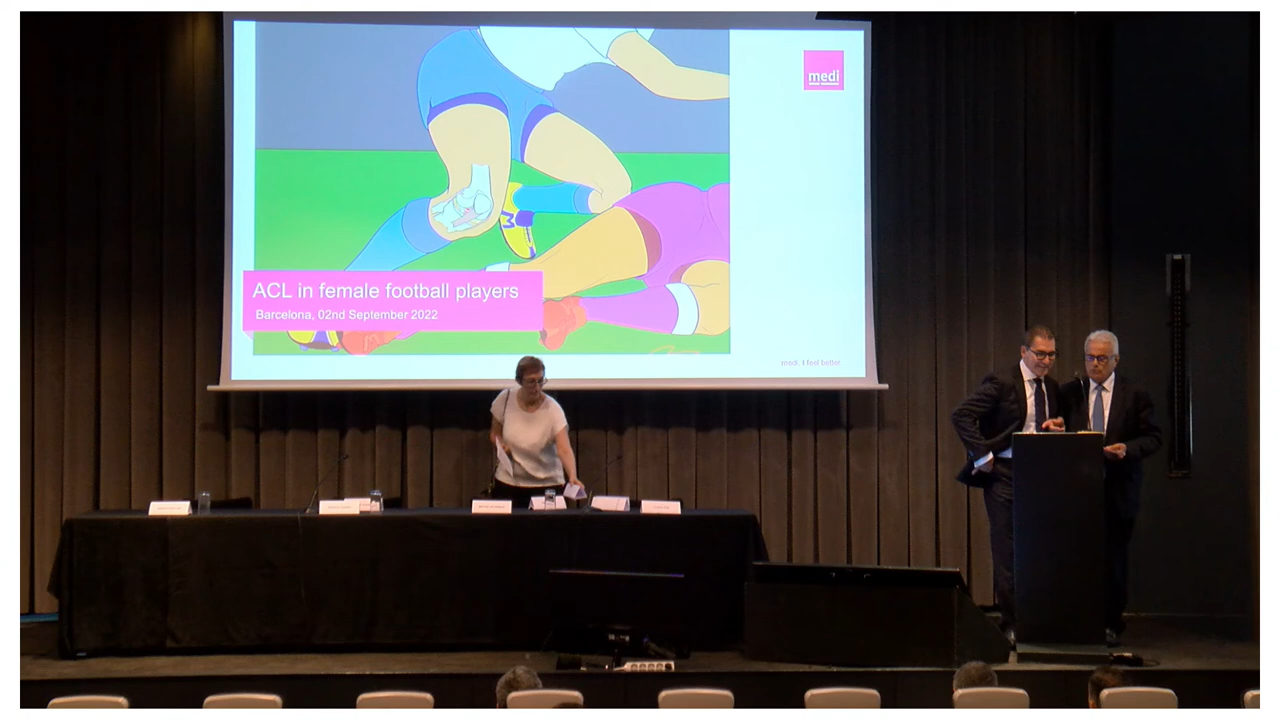 medi
ACL in female football players
Barcelona, 02nd September 2022
medi. I feel better